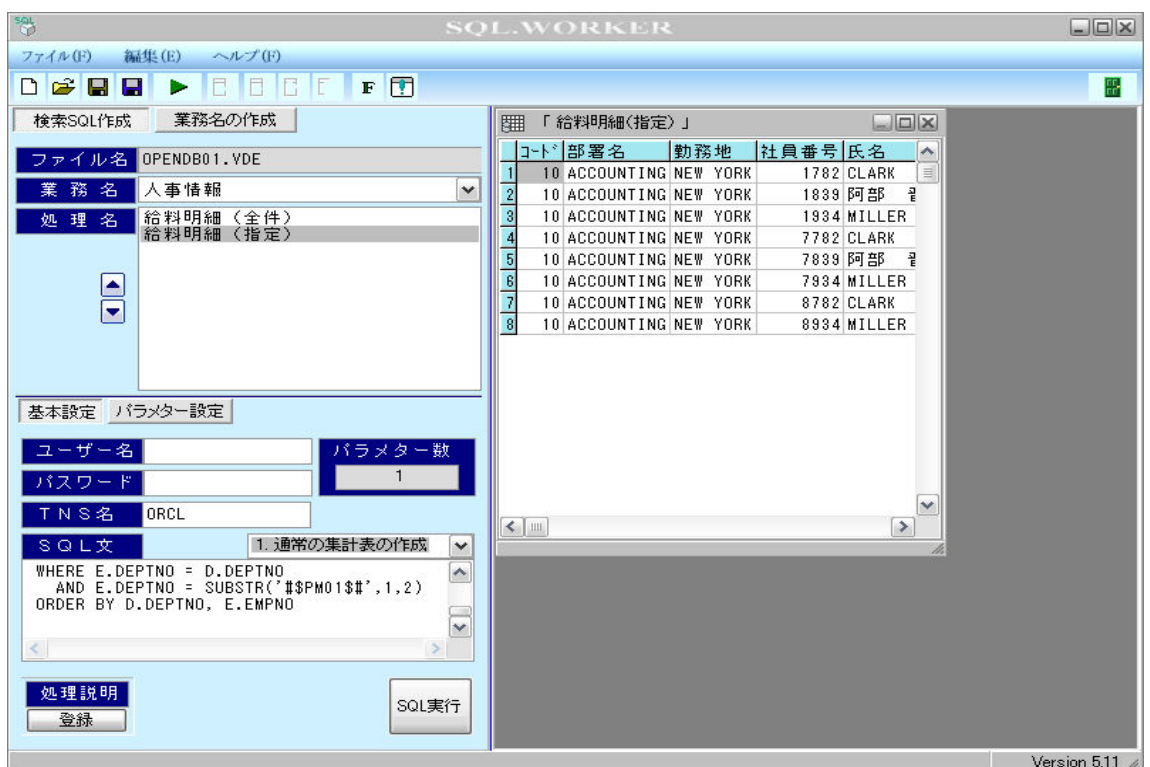 SQL.WORKER
ファイル(F) 編集(E) ヘルプ(F)
F
検索SQL作成 業務名の作成
ファイル名 OPENDB01.VDE
業務名 人事情報
処理名 給料明細（全件）
給料明細（指定）
基本設定 パラメター設定
ユーザー名
パラメター数
パスワード
1
TNS名 ORCL
SQL文 1. 通常の集計表の作成
WHERE E.DEPTNO = D.DEPTNO
AND E.DEPTNO = SUBSTR('#$PM01$#',1,2)
ORDER BY D.DEPTNO, E.EMPNO
処理説明
登録
SQL実行
「 給料明細(指定) 」
コード 部署名 勤務地 社員番号 氏名
1 10 ACCOUNTING NEW YORK 1782 CLARK
2 10 ACCOUNTING NEW YORK 1839 阿部
3 10 ACCOUNTING NEW YORK 1934 MILLER
4 10 ACCOUNTING NEW YORK 7782 CLARK
5 10 ACCOUNTING NEW YORK 7839 阿部
6 10 ACCOUNTING NEW YORK 7934 MILLER
7 10 ACCOUNTING NEW YORK 8782 CLARK
8 10 ACCOUNTING NEW YORK 8934 MILLER
Version 5.11